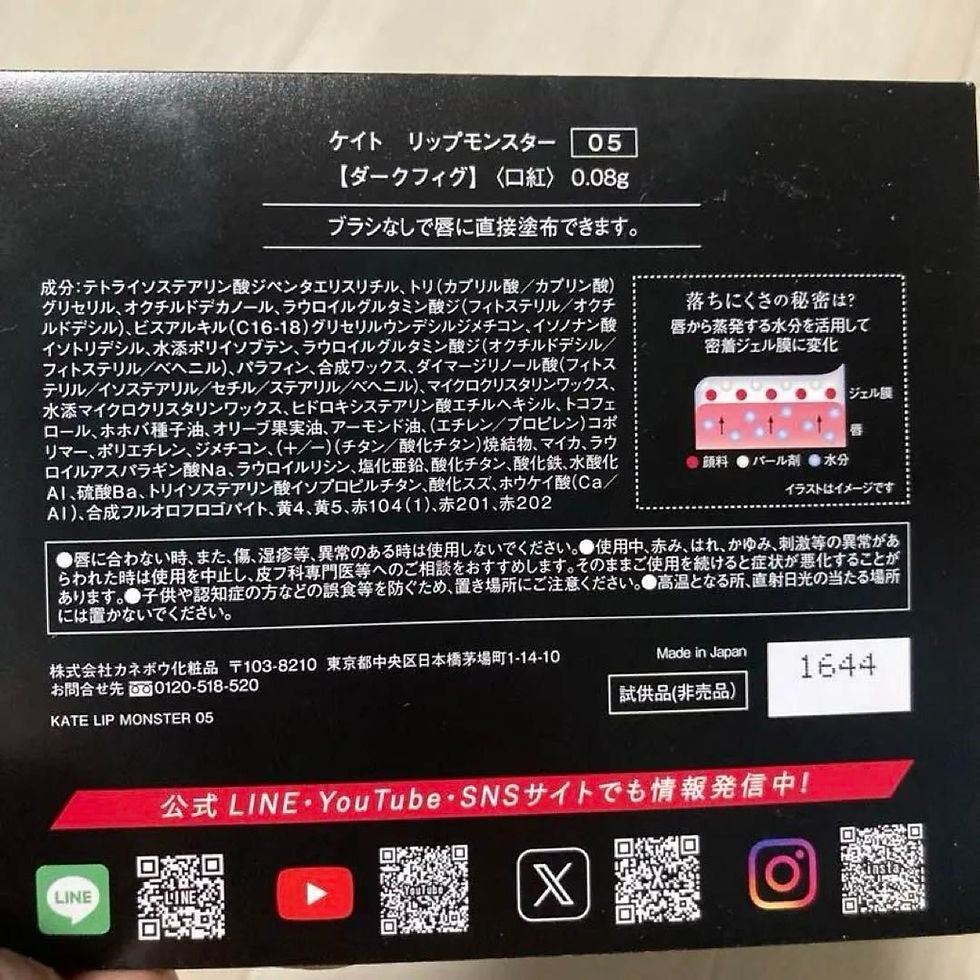 ケイト　リップモンスター　05
【ダークフィグ】〈口紅〉 0.08g
ブラシなしで唇に直接塗布できます。
成分：テトライソステアリン酸ジペンタエリスリチル、トリ（カプリル酸／カプリン酸）
グリセリル、オクチルドデカノール、ラウロイルグルタミン酸ジ（フィトステリル／オクチ
ルドデシル）、ビスアルキル（C16-18）グリセリルウンデシルジメチコン、イソノナン酸
イソトリデシル、水添ポリイソブテン、ラウロイルグルタミン酸ジ（オクチルドデシル／
フィトステリル／ベヘニル）、パラフィン、合成ワックス、ダイマージリノール酸（フィトス
テリル／イソステアリル／セチル／ステアリル／ベヘニル）、マイクロクリスタリンワックス、
水添マイクロクリスタリンワックス、ヒドロキシステアリン酸エチルヘキシル、トコフェ
ロール、ホホバ種子油、オリーブ果実油、アーモンド油、（エチレン／プロピレン）コポ
リマー、ポリエチレン、ジメチコン、（＋／－）（チタン／酸化チタン）焼結物、マイカ、ラウ
ロイルアスパラギン酸Na、ラウロイルリシン、塩化亜鉛、酸化チタン、酸化鉄、水酸化
Al、硫酸Ba、トリイソステアリン酸イソプロピルチタン、酸化スズ、ホウケイ酸（Ca／
Al）、合成フルオロフロゴパイト、黄4、黄5、赤104（1）、赤201、赤202
落ちにくさの秘密は?
唇から蒸発する水分を活用して
密着ジェル膜に変化
ジェル膜
唇
顔料 パール剤 水分
イラストはイメージです
●唇に合わない時、また、傷、湿疹等、異常のある時は使用しないでください。●使用中、赤み、はれ、かゆみ、刺激等の異常があ
らわれた時は使用を中止し、皮フ科専門医等へのご相談をおすすめします。そのままご使用を続けると症状が悪化することが
あります。●子供や認知症の方などの誤食等を防ぐため、置き場所にご注意ください。●高温となる所、直射日光の当たる場所
には置かないでください。
株式会社カネボウ化粧品 〒103-8210 東京都中央区日本橋茅場町1-14-10
お問合せ先 0120-518-520
KATE LIP MONSTER 05
Made in Japan
試供品(非売品)
1644
公式 LINE・YouTube・SNSサイトでも情報発信中!
LINE
LINE
YouTube
X
X
Insta